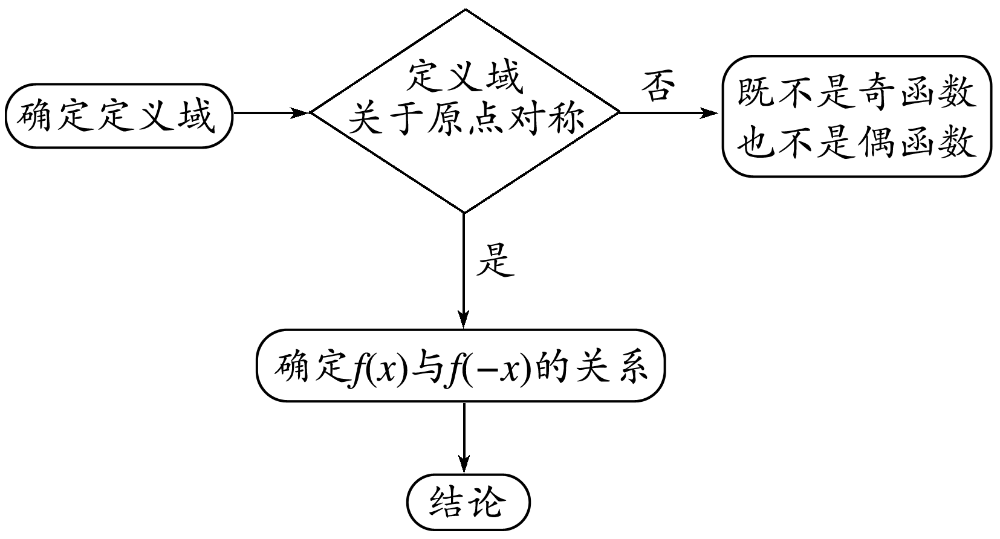 确定定义域
定义域
关于原点对称
否
既不是奇函数
也不是偶函数
是
确定f(x)与f(−x)的关系
结论